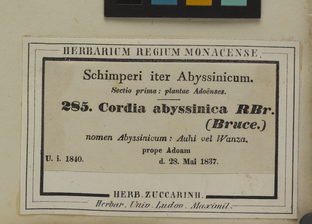 HERBARIUM REGIUM MONACENSE.
Schimperi iter Abyssinicum.
Sectio prima: plantae Adoënses.
285. Cordia abyssinica RBr.
(Bruce.)
nomen Abyssinicum: Auhi vel Wanza.
prope Adoam
U. i. 1840. d. 28. Mai 1837.
HERB. ZUCCARINII.
Herbar. Univ. Ludov. Maximil.